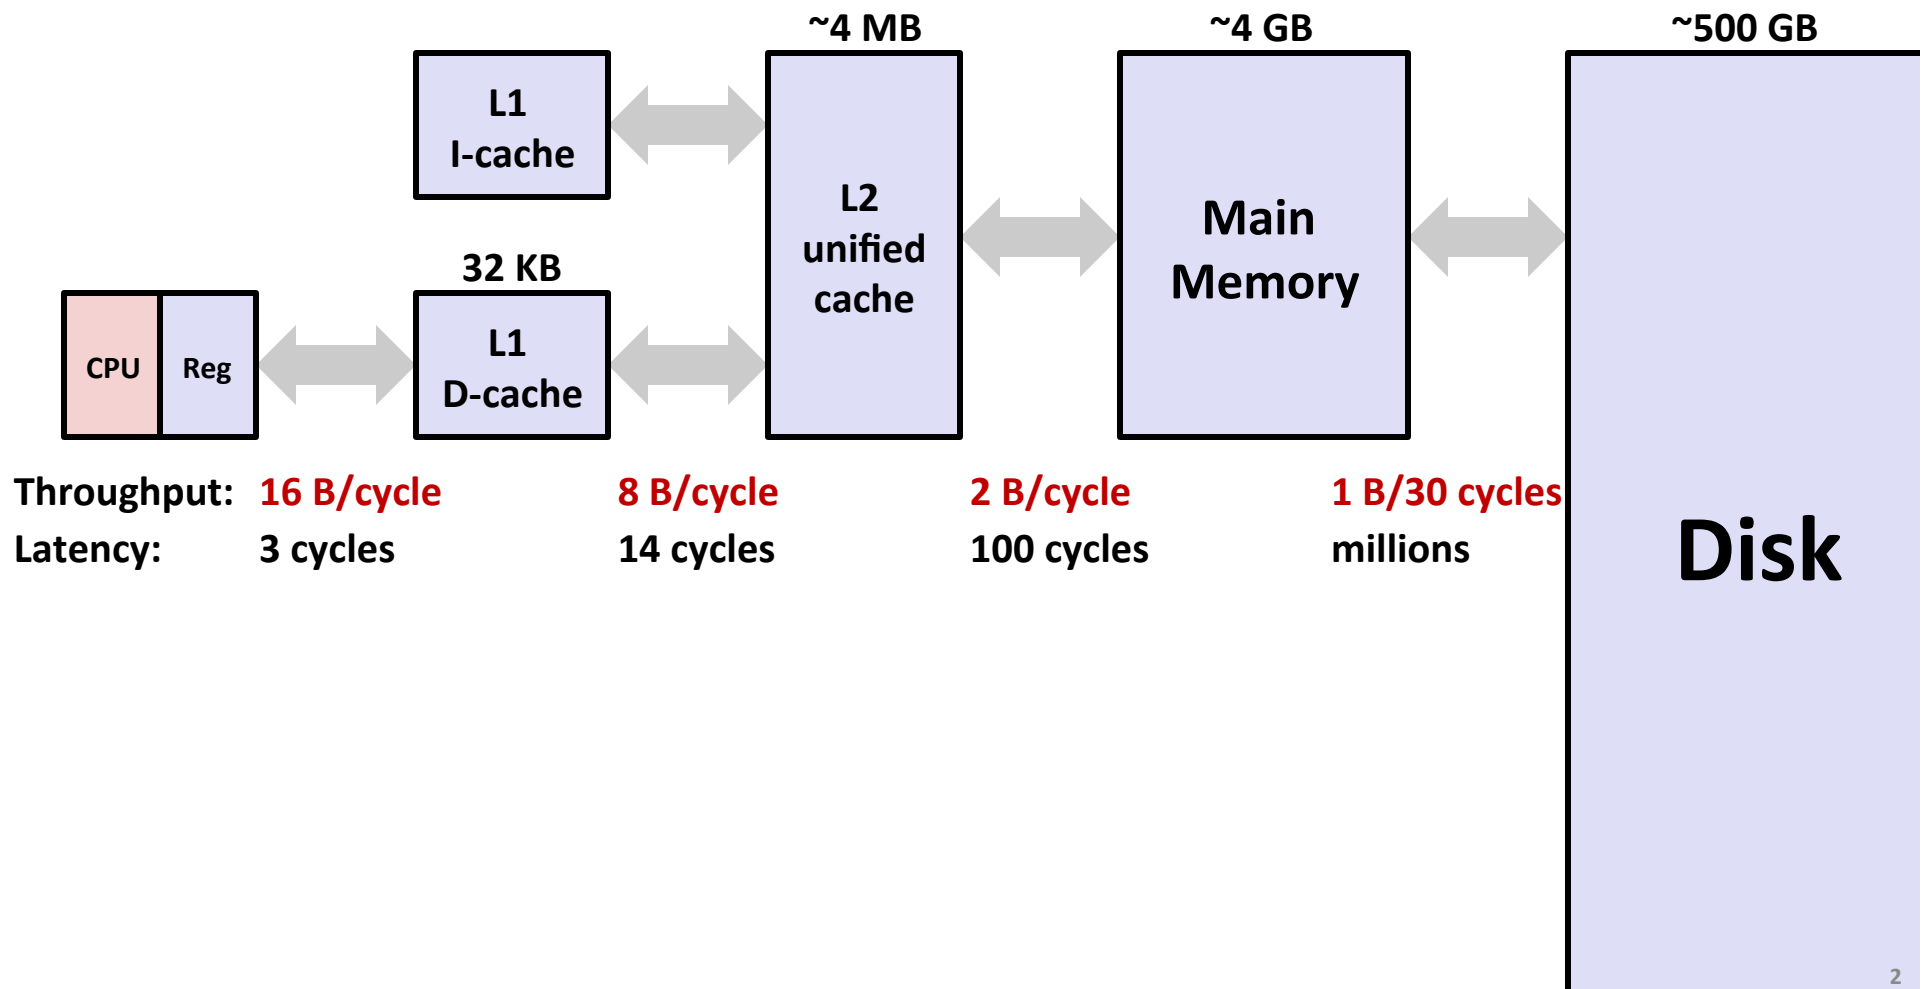 ~4 MB
~4 GB
~500 GB
L1
I-cache
L2
unified
cache
Main
Memory
32 KB
CPU
Reg
L1
D-cache
Throughput: 16 B/cycle 8 B/cycle 2 B/cycle 1 B/30 cycles
Latency: 3 cycles 14 cycles 100 cycles millions
Disk
2